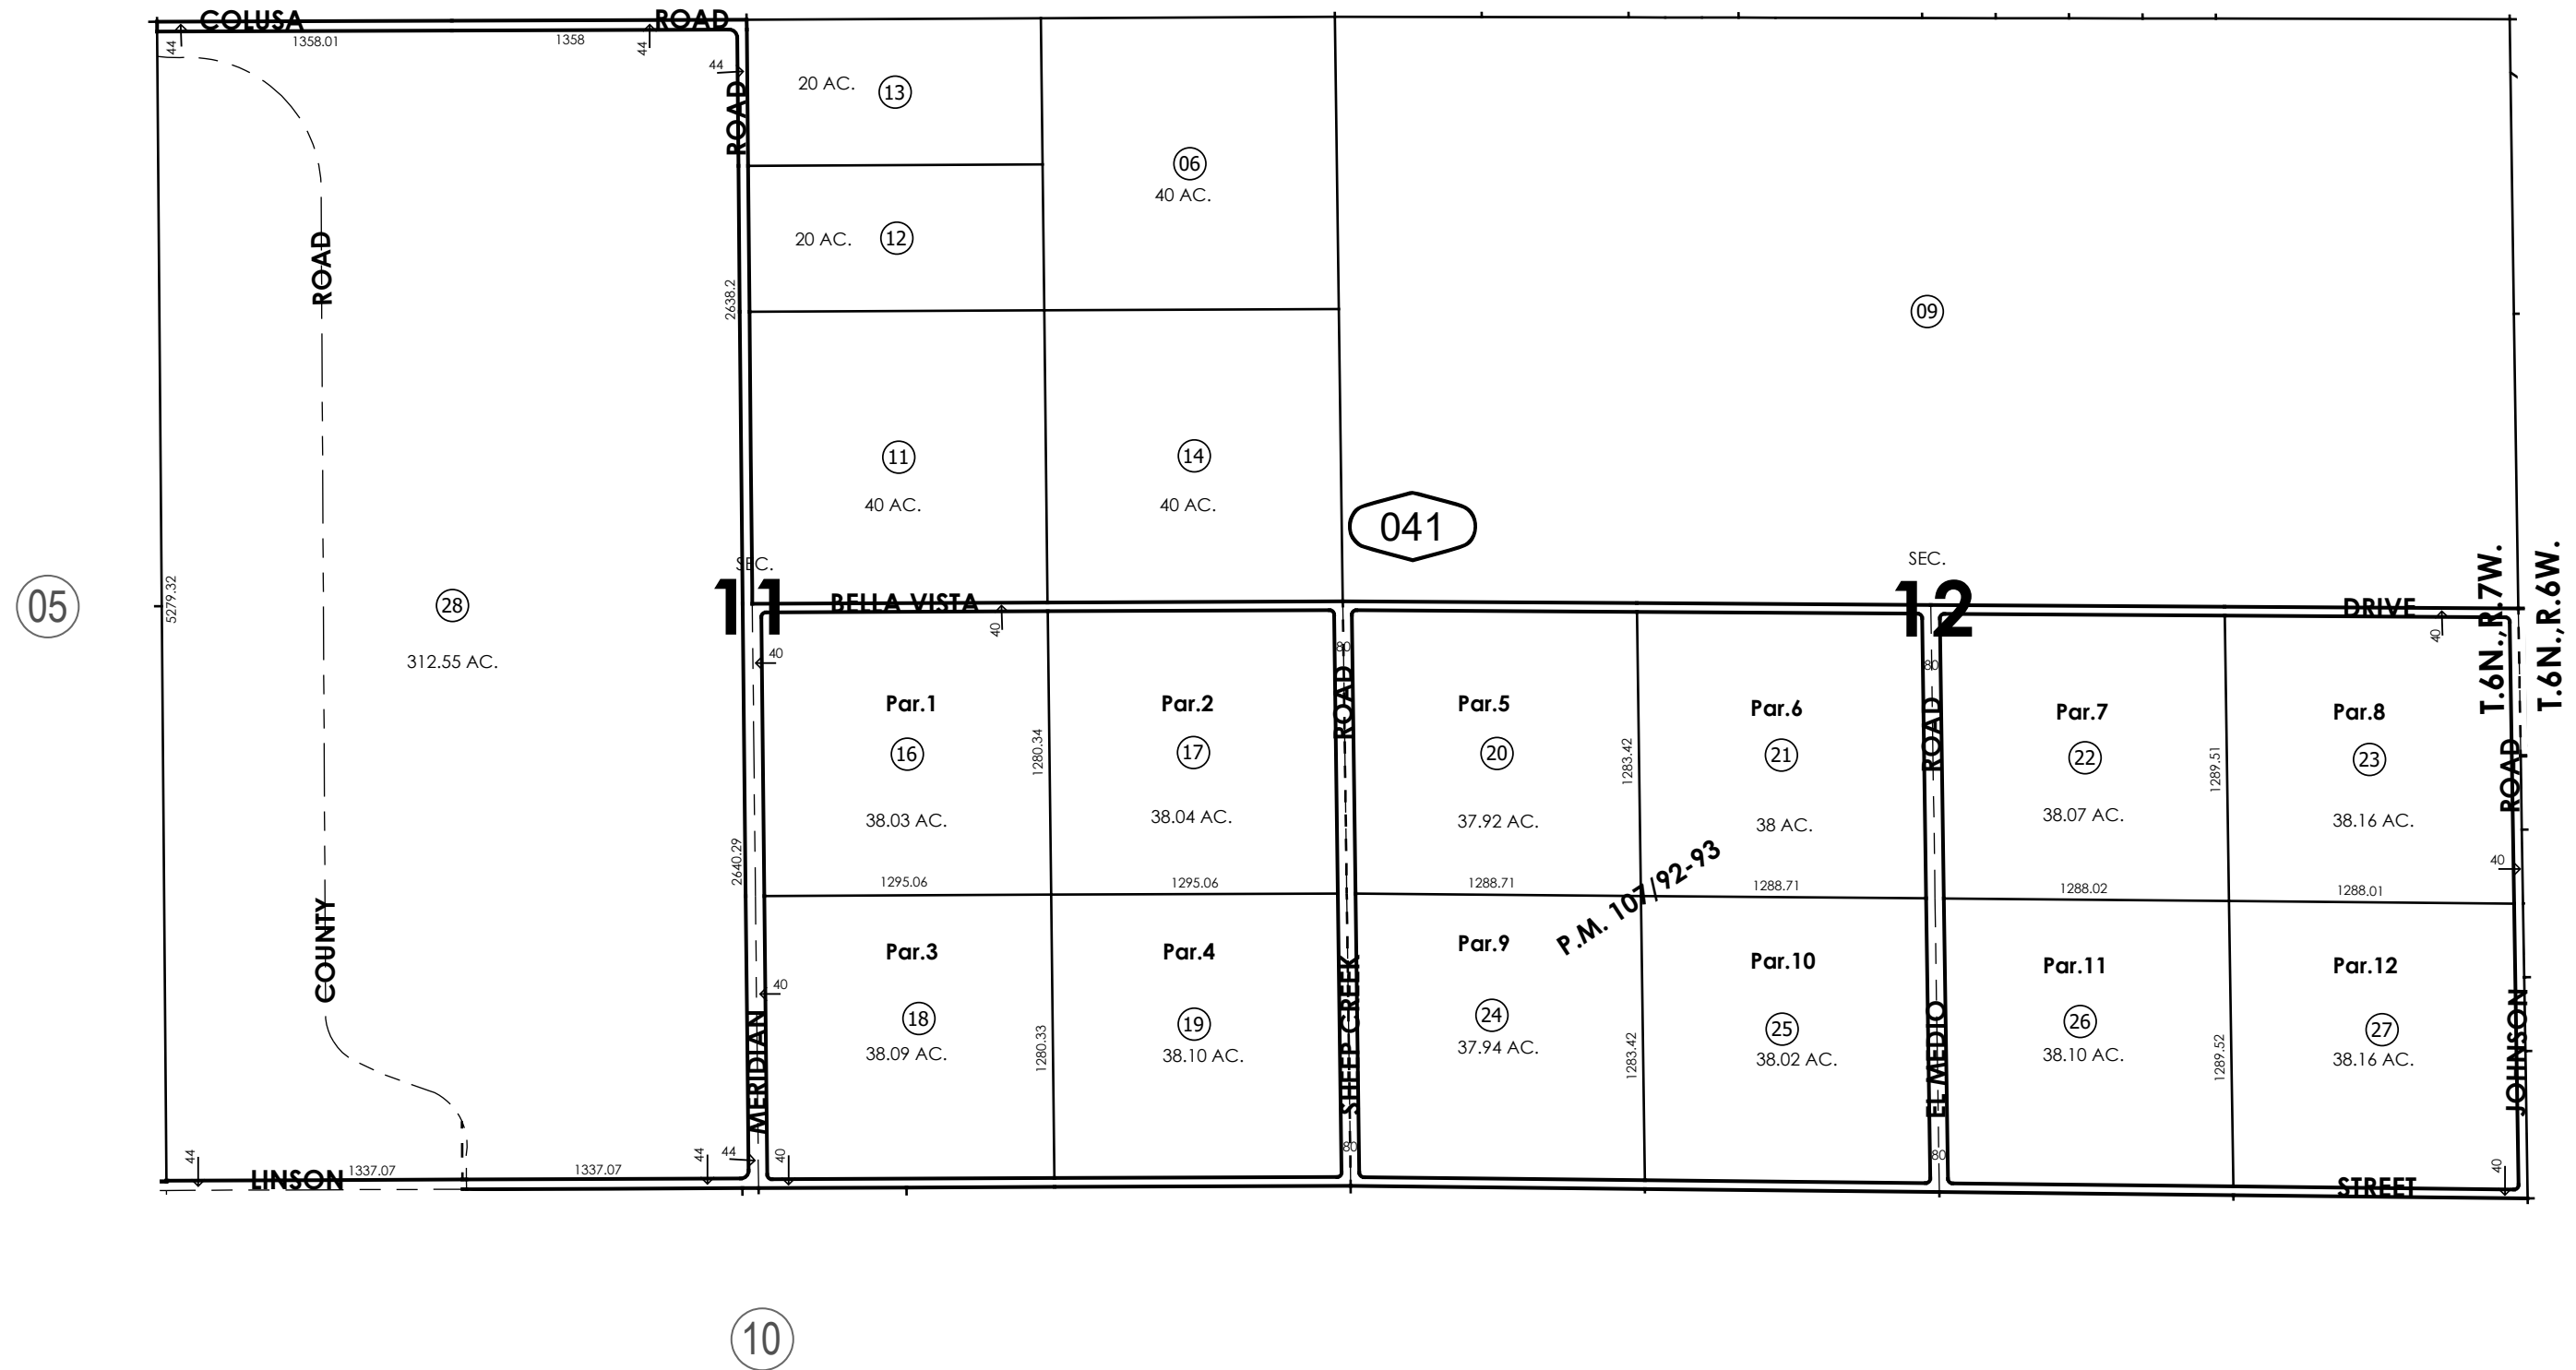 COLUSA ROAD
44
1358.01
1358
44
44
ROAD
20 AC. 13
06
40 AC.
20 AC. 12
ROAD
2638.2
09
11
40 AC.
14
40 AC.
041
SEC.
11
SEC.
12
05
5279.32
28
312.55 AC.
BELLA VISTA DRIVE
40
40
40
80
80
T.6N.,R.7W.
T.6N.,R.6W.
Par.1
16
38.03 AC.
1280.34
1295.06
Par.2
17
38.04 AC.
1295.06
ROAD
Par.5
20
37.92 AC.
1283.42
1288.71
Par.6
21
38 AC.
1288.71
ROAD
Par.7
22
38.07 AC.
1289.51
1288.02
Par.8
23
38.16 AC.
1288.01
ROAD
40
2640.29
P.M. 107/92-93
COUNTY
40
MERIDIAN
Par.3
18
38.09 AC.
1280.33
Par.4
19
38.10 AC.
SHEEP CREEK
Par.9
24
37.94 AC.
1283.42
Par.10
25
38.02 AC.
EL MEDIO
Par.11
26
38.10 AC.
1289.52
Par.12
27
38.16 AC.
JOHNSON
44
LINSON STREET
1337.07
1337.07
44
44
40
80
80
40
10